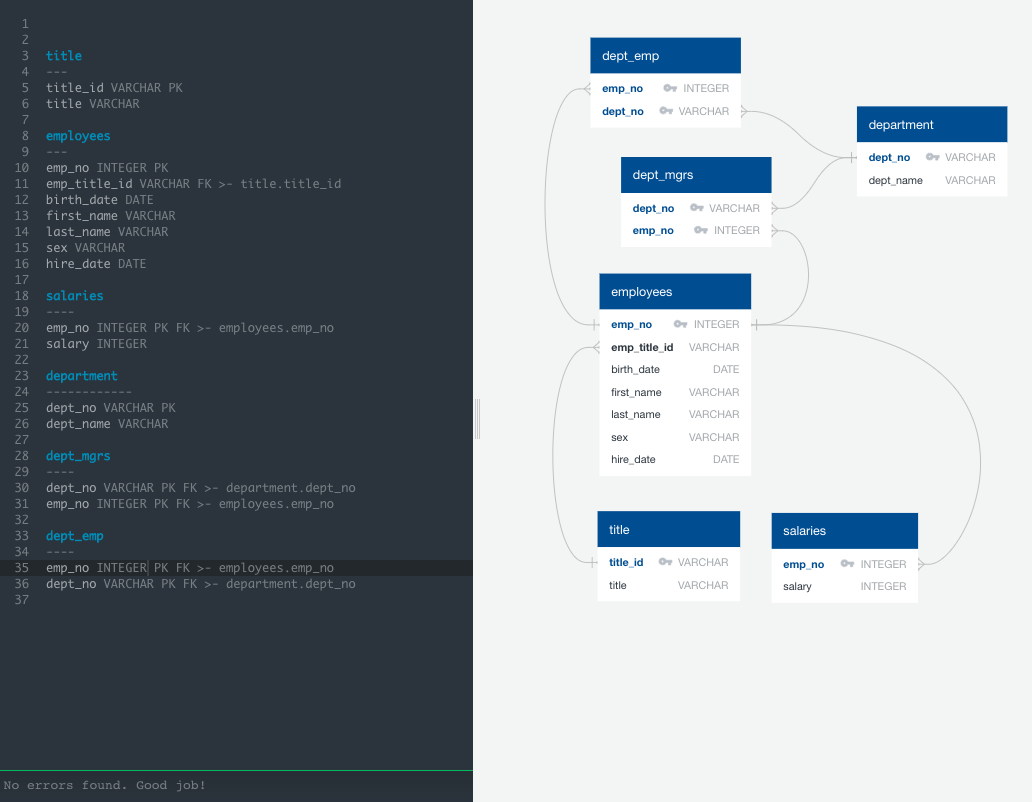 1
2
3 title
4 ---
5 title_id VARCHAR PK
6 title VARCHAR
7
8 employees
9 ---
10 emp_no INTEGER PK
11 emp_title_id VARCHAR FK >- title.title_id
12 birth_date DATE
13 first_name VARCHAR
14 last_name VARCHAR
15 sex VARCHAR
16 hire_date DATE
17
18 salaries
19 ----
20 emp_no INTEGER PK FK >- employees.emp_no
21 salary INTEGER
22
23 department
24 ------------
25 dept_no VARCHAR PK
26 dept_name VARCHAR
27
28 dept_mgrs
29 ----
30 dept_no VARCHAR PK FK >- department.dept_no
31 emp_no INTEGER PK FK >- employees.emp_no
32
33 dept_emp
34 ----
35 emp_no INTEGER PK FK >- employees.emp_no
36 dept_no VARCHAR PK FK >- department.dept_no
37
No errors found. Good job!
dept_emp
emp_no INTEGER
dept_no VARCHAR
department
dept_no VARCHAR
dept_name VARCHAR
dept_mgrs
dept_no VARCHAR
emp_no INTEGER
employees
emp_no INTEGER
emp_title_id VARCHAR
birth_date DATE
first_name VARCHAR
last_name VARCHAR
sex VARCHAR
hire_date DATE
title
title_id VARCHAR
title VARCHAR
salaries
emp_no INTEGER
salary INTEGER